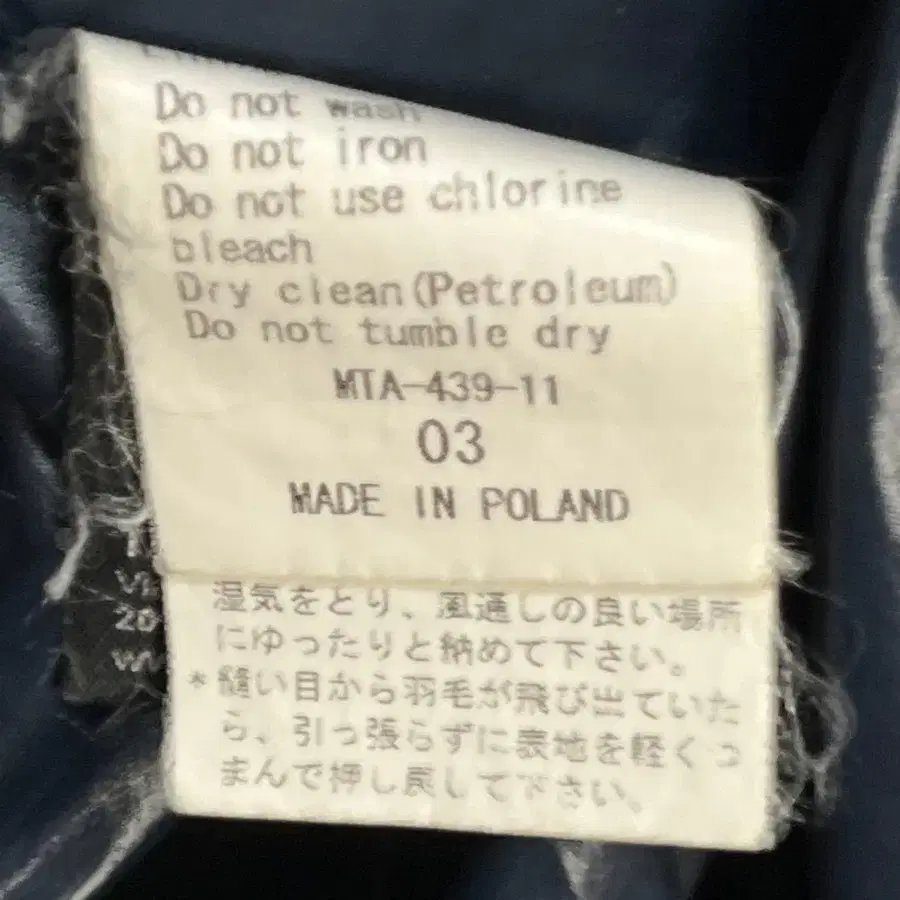 Do not wash
Do not iron
Do not use chlorine
bleach
Dry clean(Petroleum)
Do not tumble dry
MTA-439-11
03
MADE IN POLAND
湿気をとり、風通しの良い場所
にゆったりと納めて下さい。
*縫い目から羽毛が飛び出ていた
ら、引っ張らずに表地を軽くつ
まんで押し戻して下さい。